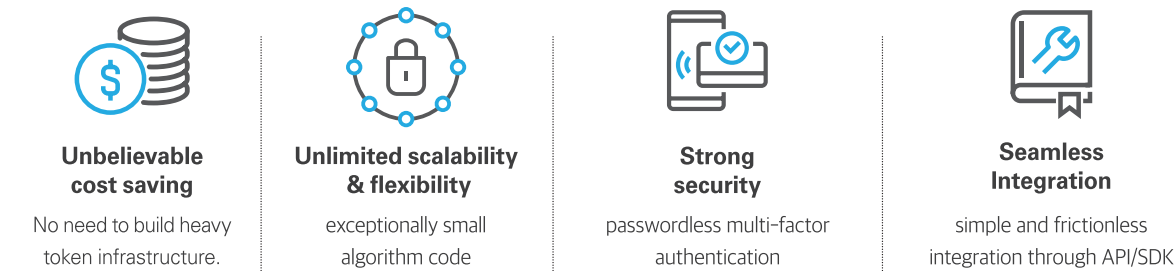 $
Unbelievable
cost saving
No need to build heavy
token infrastructure.
Unlimited scalability
& flexibility
exceptionally small
algorithm code
Strong
security
passwordless multi-factor
authentication
Seamless
Integration
simple and frictionless
integration through API/SDK